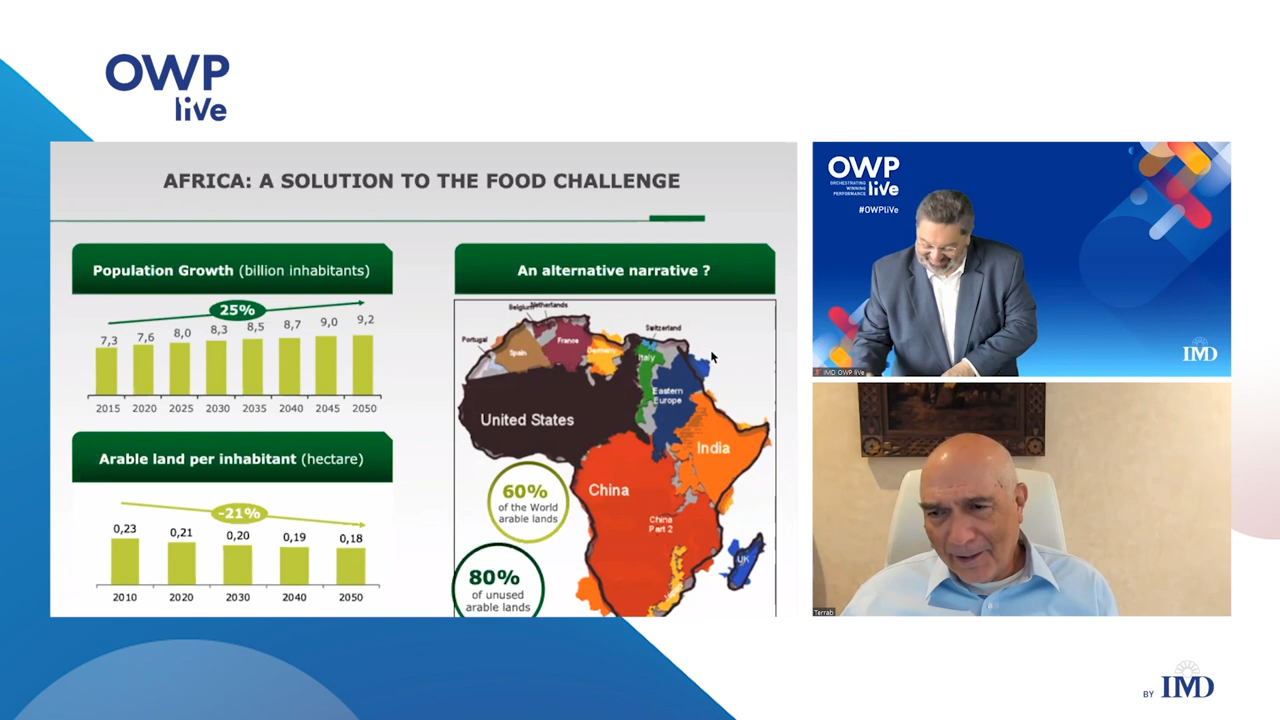 OWP
liVe
AFRICA: A SOLUTION TO THE FOOD CHALLENGE
Population Growth (billion inhabitants)
25%
7,3 7,6 8,0 8,3 8,5 8,7 9,0 9,2
2015 2020 2025 2030 2035 2040 2045 2050
Arable land per inhabitant (hectare)
-21%
0,23 0,21 0,20 0,19 0,18
2010 2020 2030 2040 2050
An alternative narrative ?
Belgium
Netherlands
Portugal
Spain
France
Germany
Switzerland
Italy
Eastern
Europe
United States
India
China
China
Part 2
UK
60%
of the World
arable lands
80%
of unused
arable lands
OWP
ORCHESTRATING
WINNING
PERFORMANCE
liVe
#OWPliVe
IMD
IMD OWP liVe
Terrab
BY IMD